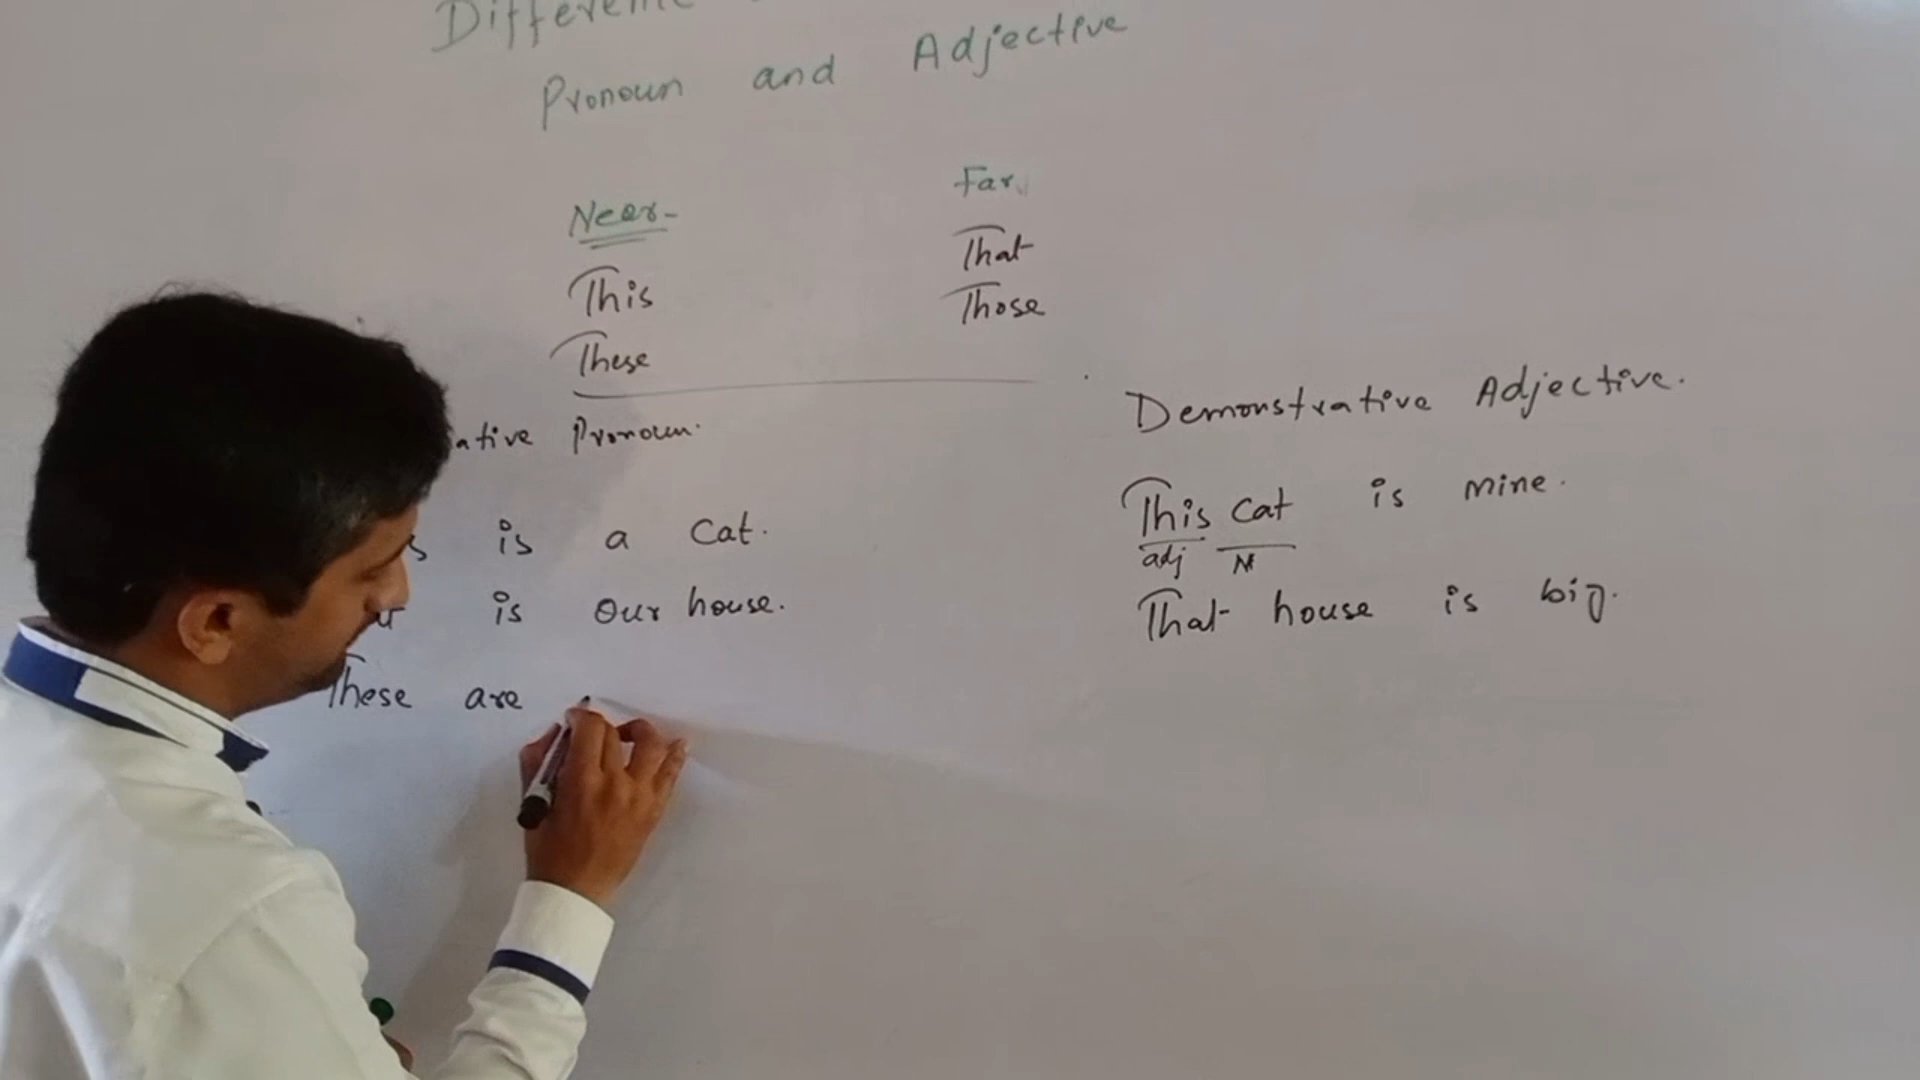 Pronoun and Adjective
Near
Far
This
That
These
Those
Pronoun.
is a Cat.
is our house.
These are
Demonstrative Adjective.
This Cat is mine.
adj N
That house is big.